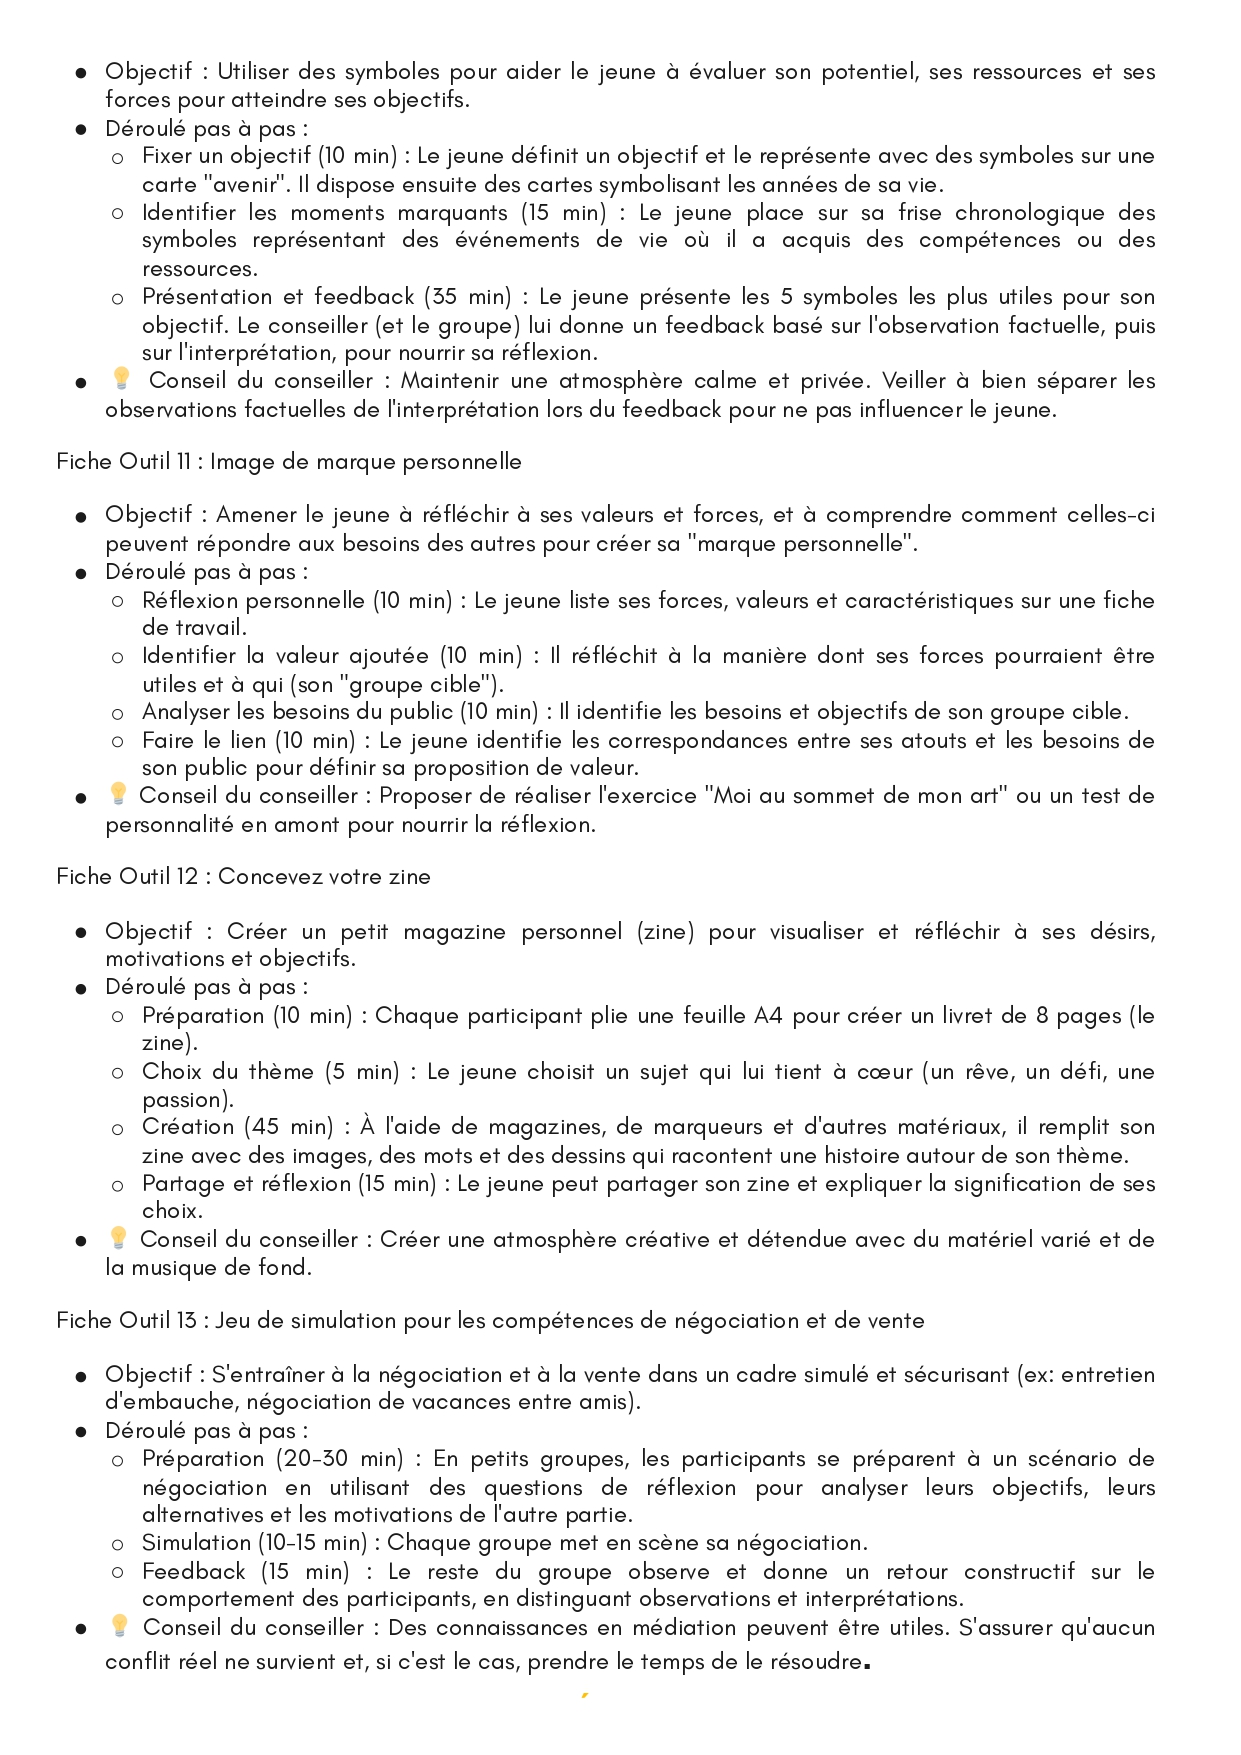 ● Objectif : Utiliser des symboles pour aider le jeune à évaluer son potentiel, ses ressources et ses
forces pour atteindre ses objectifs.
● Déroulé pas à pas :
○ Fixer un objectif (10 min) : Le jeune définit un objectif et le représente avec des symboles sur une
carte "avenir". Il dispose ensuite des cartes symbolisant les années de sa vie.
○ Identifier les moments marquants (15 min) : Le jeune place sur sa frise chronologique des
symboles représentant des événements de vie où il a acquis des compétences ou des
ressources.
○ Présentation et feedback (35 min) : Le jeune présente les 5 symboles les plus utiles pour son
objectif. Le conseiller (et le groupe) lui donne un feedback basé sur l'observation factuelle, puis
sur l'interprétation, pour nourrir sa réflexion.
● 💡 Conseil du conseiller : Maintenir une atmosphère calme et privée. Veiller à bien séparer les
observations factuelles de l'interprétation lors du feedback pour ne pas influencer le jeune.
Fiche Outil 11 : Image de marque personnelle
● Objectif : Amener le jeune à réfléchir à ses valeurs et forces, et à comprendre comment celles-ci
peuvent répondre aux besoins des autres pour créer sa "marque personnelle".
● Déroulé pas à pas :
○ Réflexion personnelle (10 min) : Le jeune liste ses forces, valeurs et caractéristiques sur une fiche
de travail.
○ Identifier la valeur ajoutée (10 min) : Il réfléchit à la manière dont ses forces pourraient être
utiles et à qui (son "groupe cible").
○ Analyser les besoins du public (10 min) : Il identifie les besoins et objectifs de son groupe cible.
○ Faire le lien (10 min) : Le jeune identifie les correspondances entre ses atouts et les besoins de
son public pour définir sa proposition de valeur.
● 💡 Conseil du conseiller : Proposer de réaliser l'exercice "Moi au sommet de mon art" ou un test de
personnalité en amont pour nourrir la réflexion.
Fiche Outil 12 : Concevez votre zine
● Objectif : Créer un petit magazine personnel (zine) pour visualiser et réfléchir à ses désirs,
motivations et objectifs.
● Déroulé pas à pas :
○ Préparation (10 min) : Chaque participant plie une feuille A4 pour créer un livret de 8 pages (le
zine).
○ Choix du thème (5 min) : Le jeune choisit un sujet qui lui tient à cœur (un rêve, un défi, une
passion).
○ Création (45 min) : À l'aide de magazines, de marqueurs et d'autres matériaux, il remplit son
zine avec des images, des mots et des dessins qui racontent une histoire autour de son thème.
○ Partage et réflexion (15 min) : Le jeune peut partager son zine et expliquer la signification de ses
choix.
● 💡 Conseil du conseiller : Créer une atmosphère créative et détendue avec du matériel varié et de
la musique de fond.
Fiche Outil 13 : Jeu de simulation pour les compétences de négociation et de vente
● Objectif : S'entraîner à la négociation et à la vente dans un cadre simulé et sécurisant (ex: entretien
d'embauche, négociation de vacances entre amis).
● Déroulé pas à pas :
○ Préparation (20-30 min) : En petits groupes, les participants se préparent à un scénario de
négociation en utilisant des questions de réflexion pour analyser leurs objectifs, leurs
alternatives et les motivations de l'autre partie.
○ Simulation (10-15 min) : Chaque groupe met en scène sa négociation.
○ Feedback (15 min) : Le reste du groupe observe et donne un retour constructif sur le
comportement des participants, en distinguant observations et interprétations.
● 💡 Conseil du conseiller : Des connaissances en médiation peuvent être utiles. S'assurer qu'aucun
conflit réel ne survient et, si c'est le cas, prendre le temps de le résoudre.